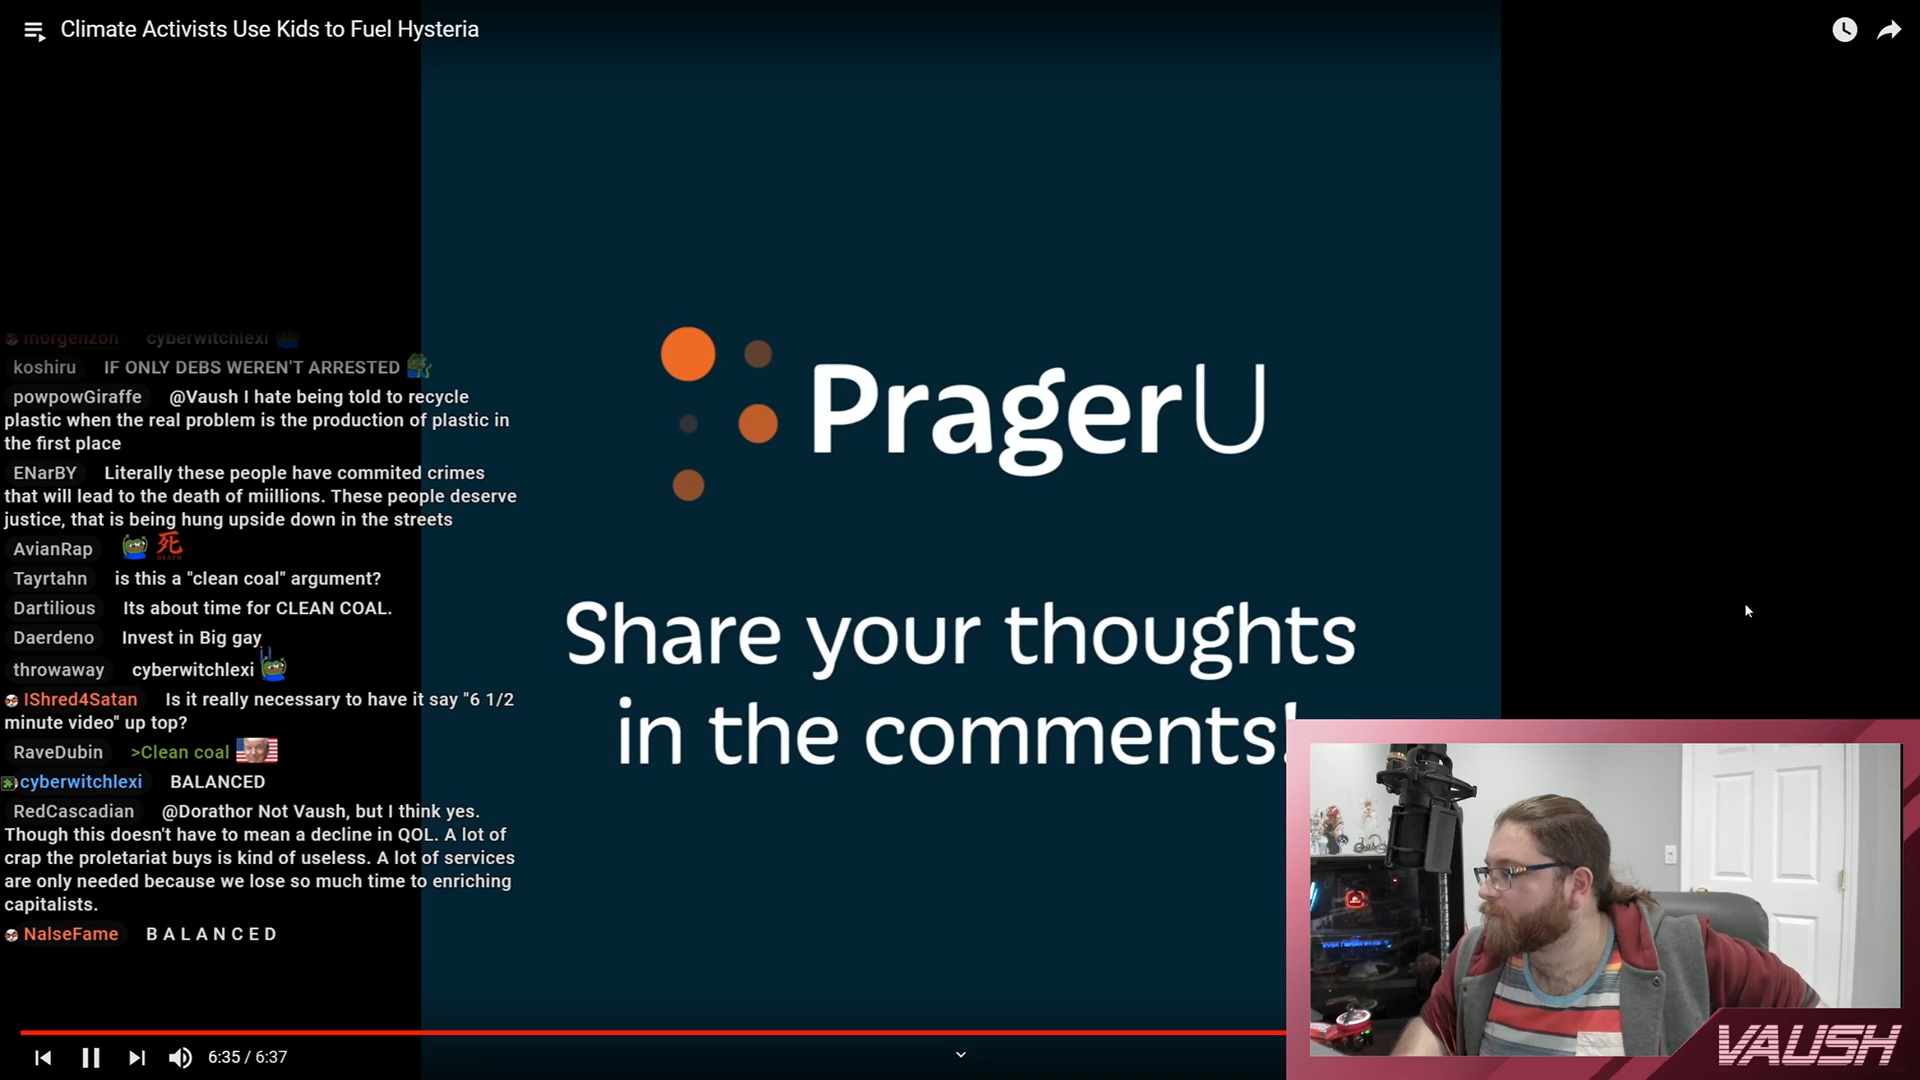 Climate Activists Use Kids to Fuel Hysteria
PragerU
Share your thoughts
in the comments!
morgenzon cyberwitchlexi
koshiru IF ONLY DEBS WEREN'T ARRESTED
powpowGiraffe @Vaush I hate being told to recycle
plastic when the real problem is the production of plastic in
the first place
ENarBY Literally these people have commited crimes
that will lead to the death of miillions. These people deserve
justice, that is being hung upside down in the streets
AvianRap 死
DEATH
Tayrtahn is this a "clean coal" argument?
Dartilious Its about time for CLEAN COAL.
Daerdeno Invest in Big gay
throwaway cyberwitchlexi
IShred4Satan Is it really necessary to have it say "6 1/2
minute video" up top?
RaveDubin >Clean coal
cyberwitchlexi BALANCED
RedCascadian @Dorathor Not Vaush, but I think yes.
Though this doesn't have to mean a decline in QOL. A lot of
crap the proletariat buys is kind of useless. A lot of services
are only needed because we lose so much time to enriching
capitalists.
NalseFame B A L A N C E D
6:35 / 6:37
VAUSH